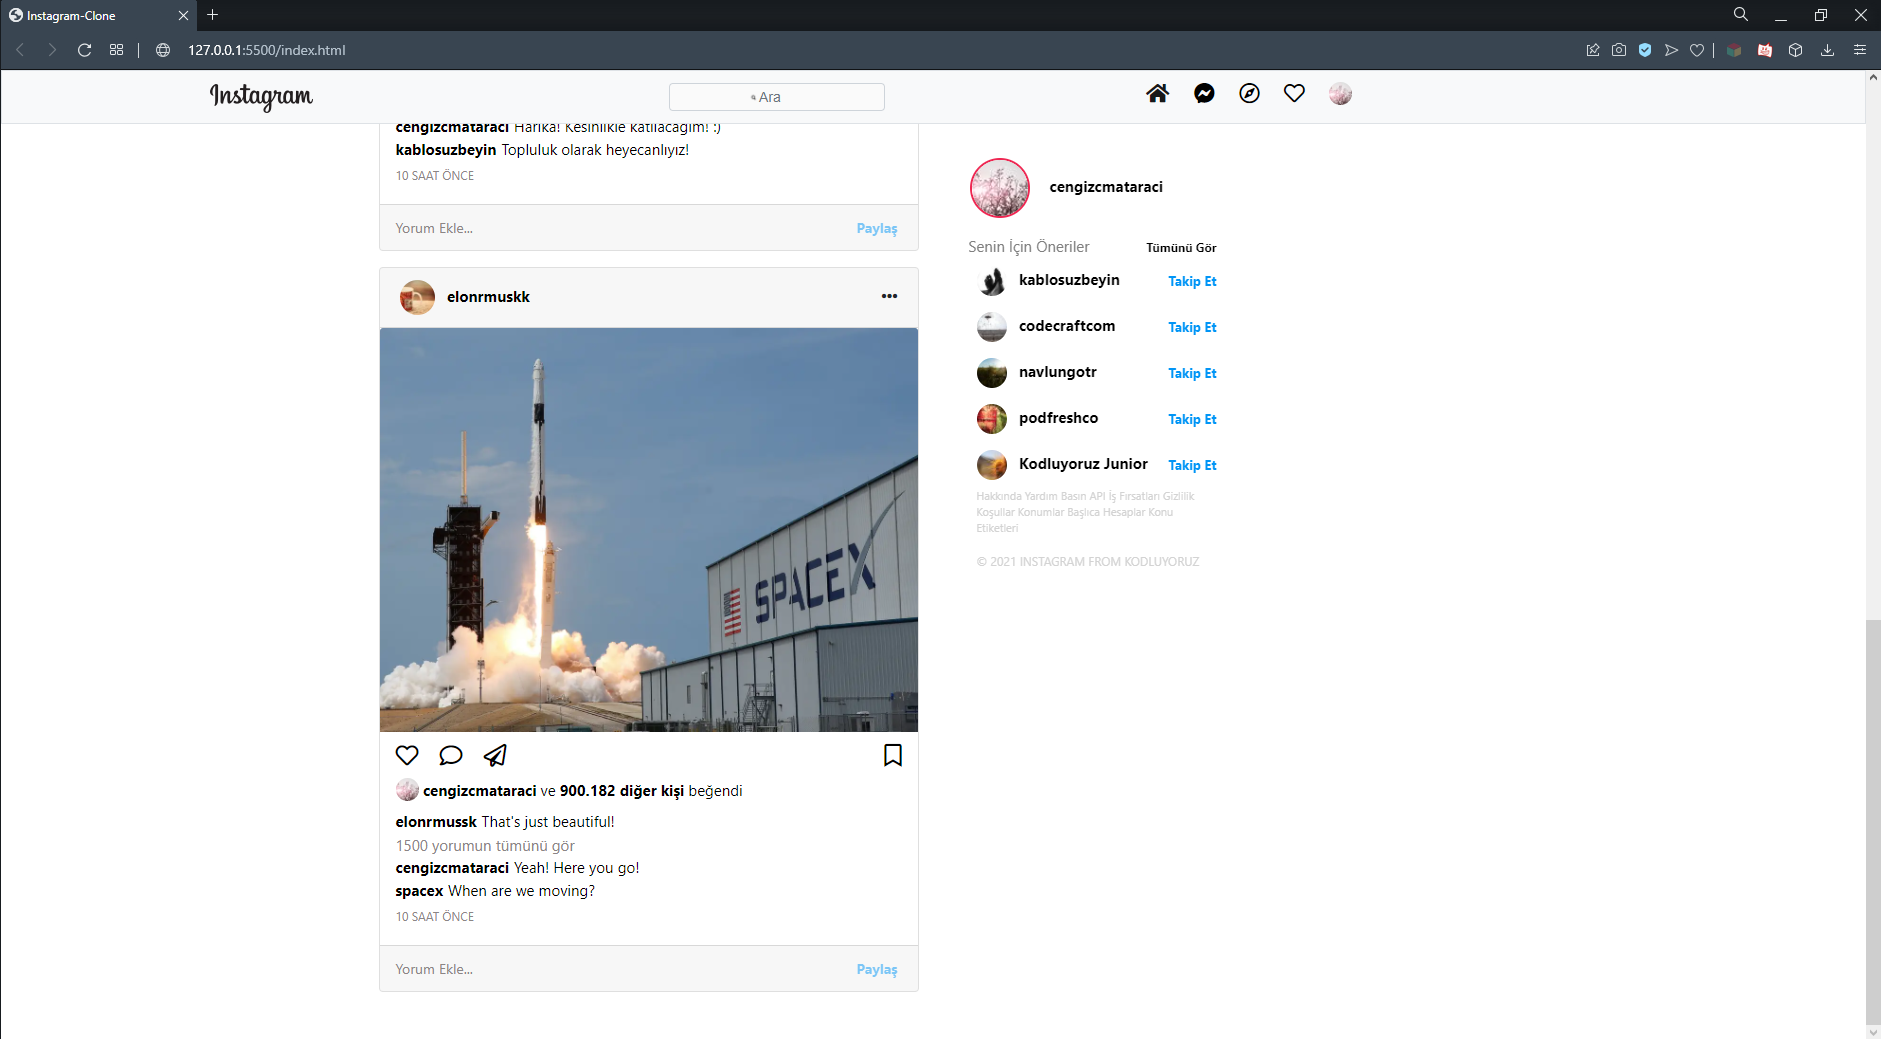 Instagram-Clone
127.0.0.1:5500/index.html
Instagram
Ara
cengizcmataraci Harika! Kesinlikle katılacağım! :)
kablosuzbeyin Topluluk olarak heyecanlıyız!
10 SAAT ÖNCE
Yorum Ekle...
Paylaş
elonrmuskk
SPACEX
cengizcmataraci ve 900.182 diğer kişi beğendi
elonrmussk That's just beautiful!
1500 yorumun tümünü gör
cengizcmataraci Yeah! Here you go!
spacex When are we moving?
10 SAAT ÖNCE
Yorum Ekle...
Paylaş
cengizcmataraci
Senin İçin Öneriler
Tümünü Gör
kablosuzbeyin
Takip Et
codecraftcom
Takip Et
navlungotr
Takip Et
podfreshco
Takip Et
Kodluyoruz Junior
Takip Et
Hakkında Yardım Basın API İş Fırsatları Gizlilik
Koşullar Konumlar Başlıca Hesaplar Konu
Etiketleri
© 2021 INSTAGRAM FROM KODLUYORUZ